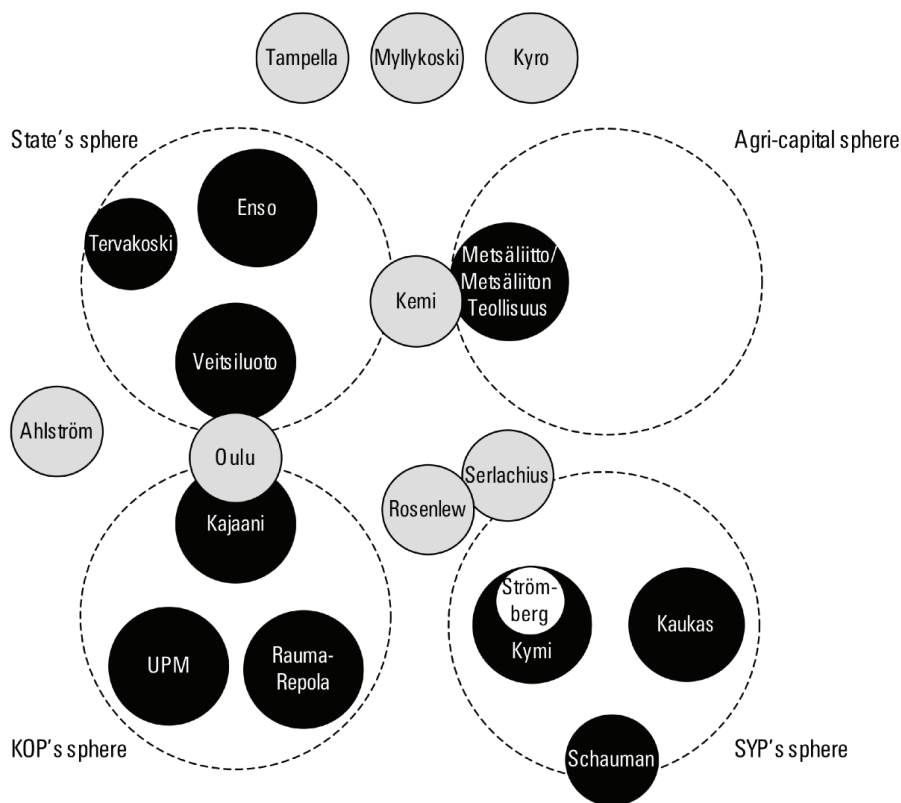 Tampella
Myllykoski
Kyro
State's sphere
Agri-capital sphere
Enso
Tervakoski
Metsäliitto/
Metsäliiton
Teollisuus
Kemi
Veitsiluoto
Ahlström
Oulu
Serlachius
Rosenlew
Kajaani
Ström-
berg
Kymi
Kaukas
UPM
Rauma-
Repola
KOP's sphere
SYP's sphere
Schauman